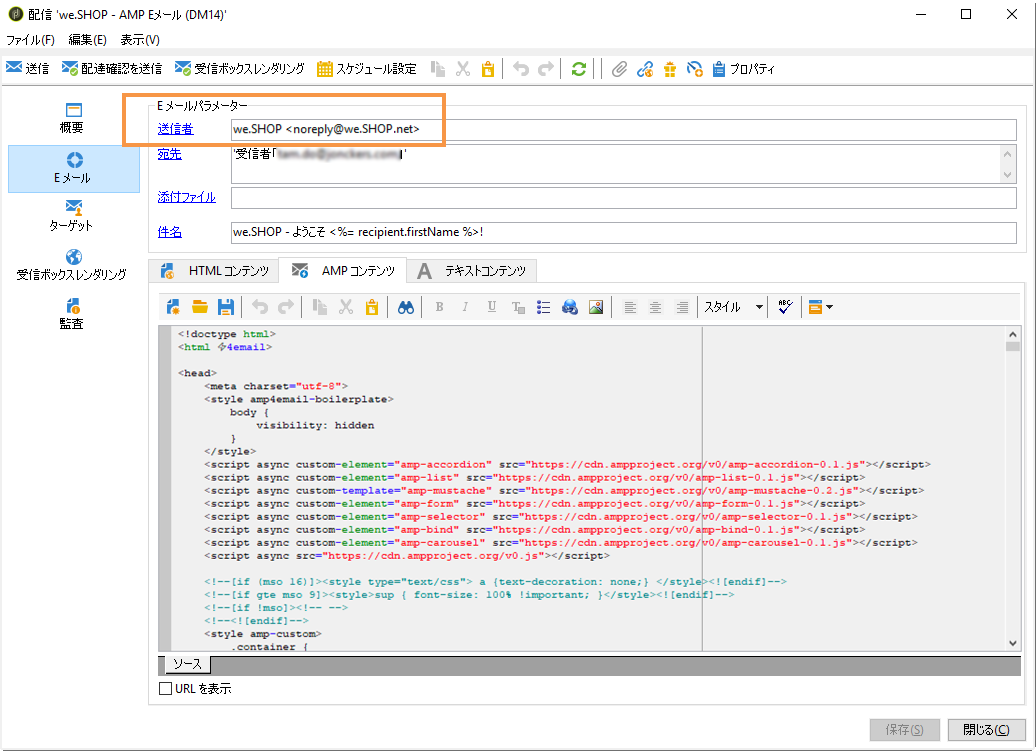 配信 'we.SHOP - AMP Eメール (DM14)'
ファイル(F) 編集(E) 表示(V)
送信 配達確認を送信 受信ボックスレンダリング スケジュール設定 プロパティ
概要
Eメール
ターゲット
受信ボックスレンダリング
監査
Eメールパラメーター
送信者 we.SHOP <noreply@we.SHOP.net>
宛先 '受信者「
添付ファイル
件名 we.SHOP - ようこそ <%= recipient.firstName %>!
HTML コンテンツ AMP コンテンツ テキストコンテンツ
B I U スタイル ABC
<!doctype html>
<html ⚡4email>
<head>
<meta charset="utf-8">
<style amp4email-boilerplate>
body {
visibility: hidden
}
</style>
<script async custom-element="amp-accordion" src="https://cdn.ampproject.org/v0/amp-accordion-0.1.js"></script>
<script async custom-element="amp-list" src="https://cdn.ampproject.org/v0/amp-list-0.1.js"></script>
<script async custom-template="amp-mustache" src="https://cdn.ampproject.org/v0/amp-mustache-0.2.js"></script>
<script async custom-element="amp-form" src="https://cdn.ampproject.org/v0/amp-form-0.1.js"></script>
<script async custom-element="amp-selector" src="https://cdn.ampproject.org/v0/amp-selector-0.1.js"></script>
<script async custom-element="amp-bind" src="https://cdn.ampproject.org/v0/amp-bind-0.1.js"></script>
<script async custom-element="amp-carousel" src="https://cdn.ampproject.org/v0/amp-carousel-0.1.js"></script>
<script async src="https://cdn.ampproject.org/v0.js"></script>
<!--[if (mso 16)]><style type="text/css"> a {text-decoration: none;} </style><![endif]-->
<!--[if gte mso 9]><style>sup { font-size: 100% !important; }</style><![endif]-->
<!--[if !mso]><!-- -->
<!--<![endif]-->
<style amp-custom>
.container {
ソース
URL を表示
保存(S) 閉じる(C)